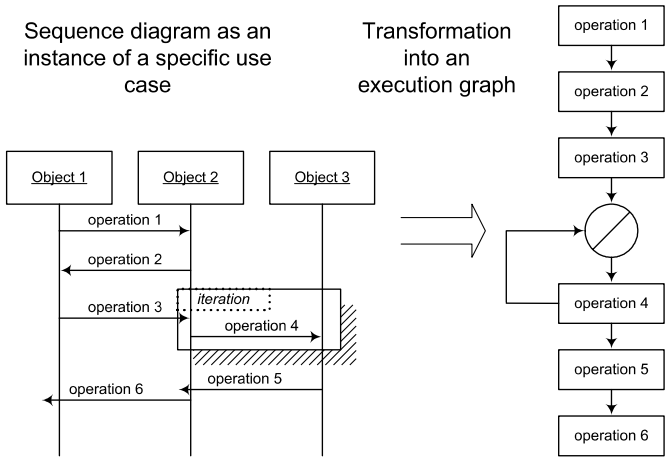 Sequence diagram as an
instance of a specific use
case
Transformation
into an
execution graph
Object 1
Object 2
Object 3
operation 1
operation 2
iteration
operation 3
operation 4
operation 5
operation 6
operation 1
operation 2
operation 3
operation 4
operation 5
operation 6